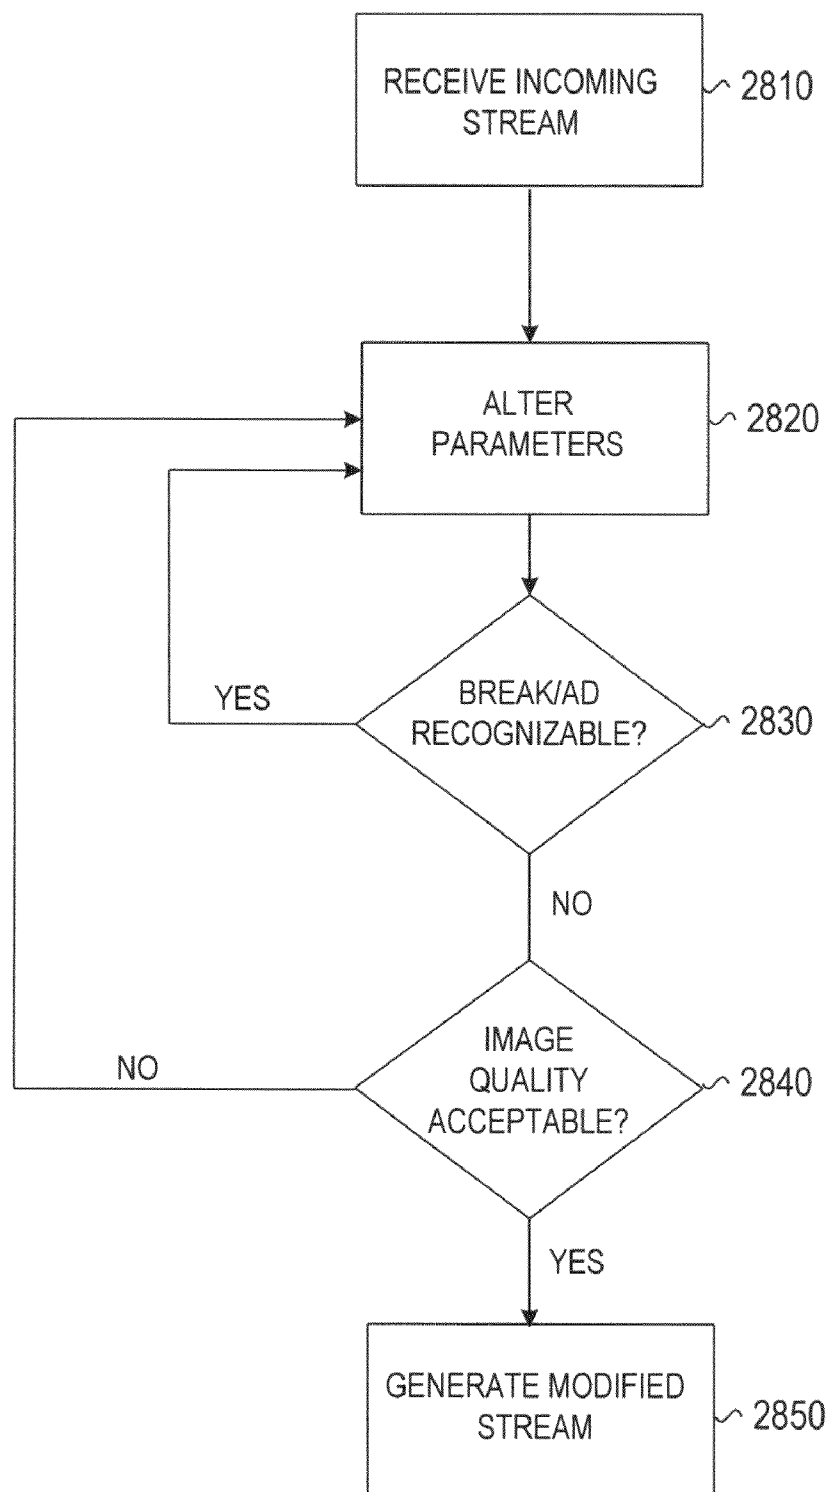 RECEIVE INCOMING
STREAM
2810
ALTER
PARAMETERS
2820
BREAK/AD
RECOGNIZABLE?
2830
YES
NO
IMAGE
QUALITY
ACCEPTABLE?
2840
NO
YES
GENERATE MODIFIED
STREAM
2850